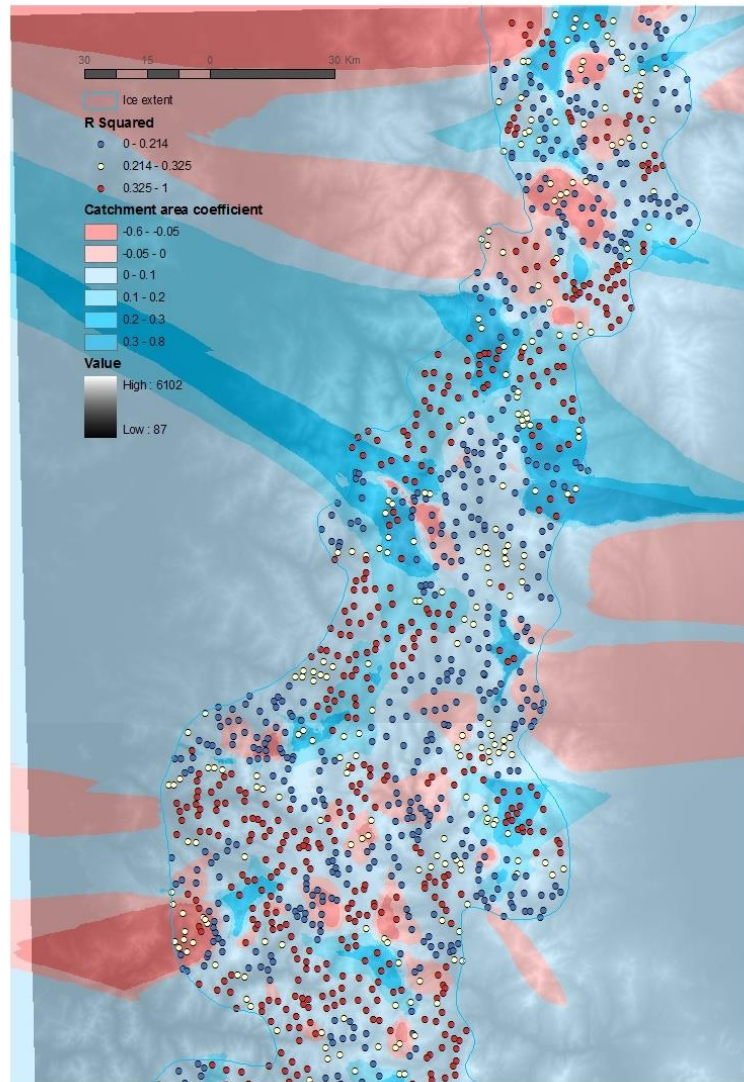 30 15 0 30 Km
Ice extent
R Squared
0 - 0.214
0.214 - 0.325
0.325 - 1
Catchment area coefficient
-0.6 - -0.05
-0.05 - 0
0 - 0.1
0.1 - 0.2
0.2 - 0.3
0.3 - 0.8
Value
High : 6102
Low : 87